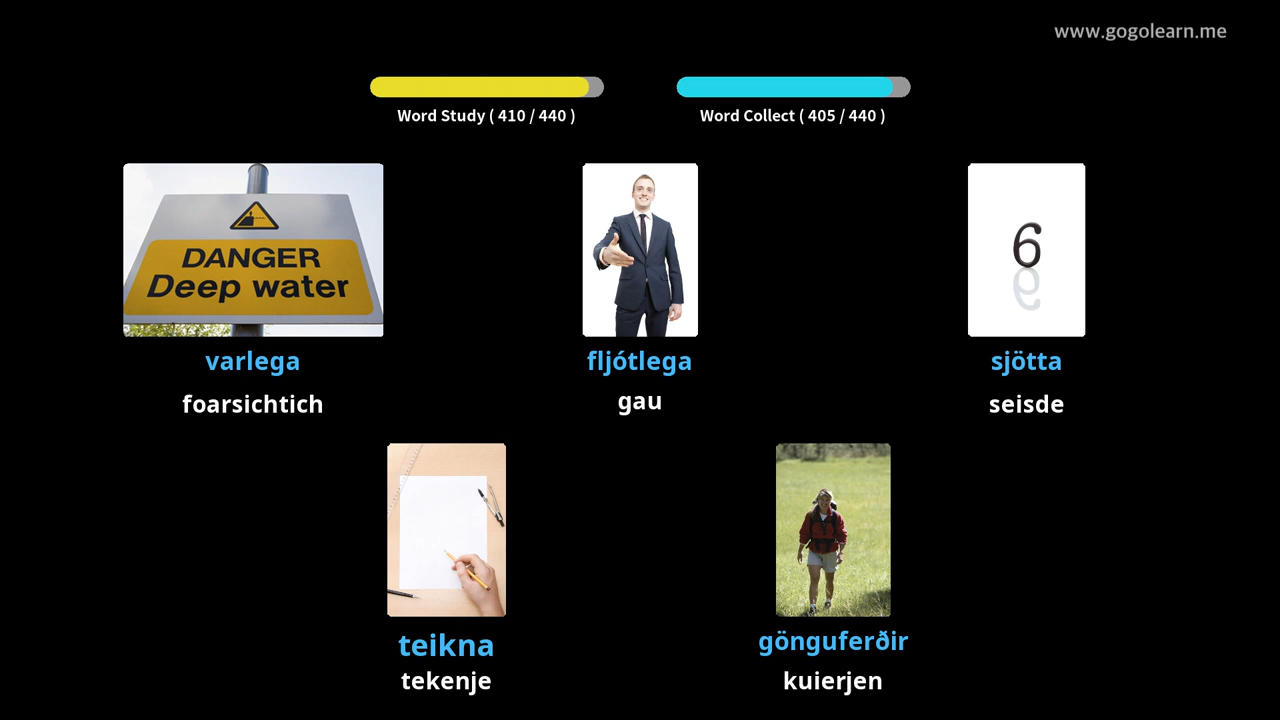 www.gogolearn.me
Word Study ( 410 / 440 )
Word Collect ( 405 / 440 )
DANGER
Deep water
6
varlega
fljótlega
sjötta
foarsichtich
gau
seisde
teikna
gönguferðir
tekenje
kuierjen